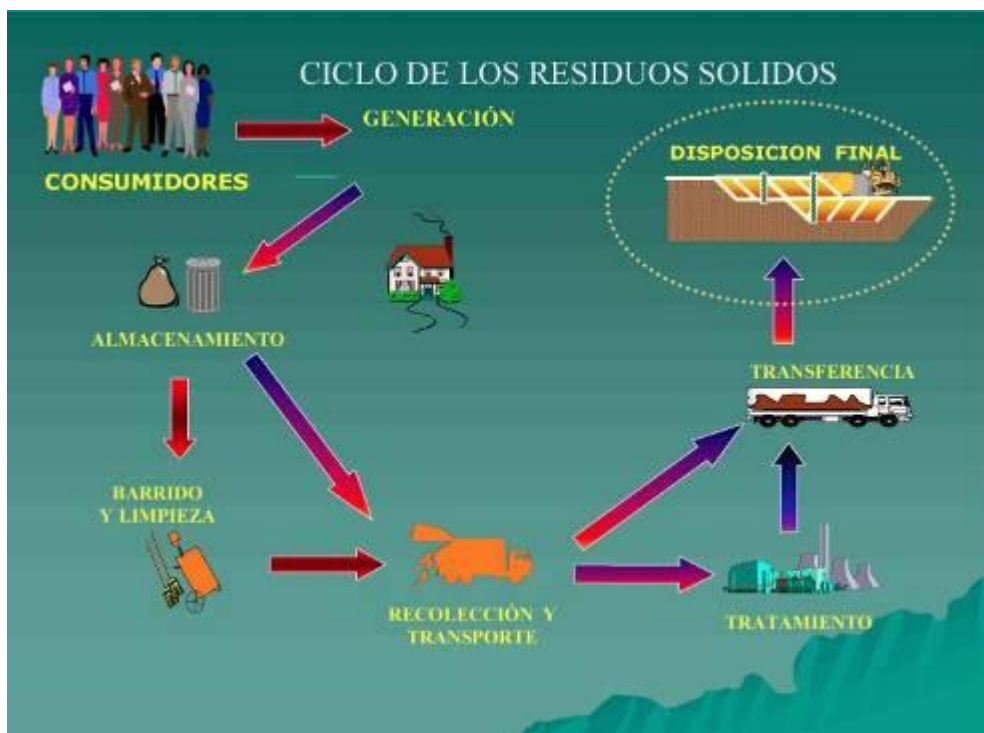 CICLO DE LOS RESIDUOS SOLIDOS
GENERACIÓN
CONSUMIDORES
DISPOSICION FINAL
ALMACENAMIENTO
TRANSFERENCIA
BARRIDO
Y LIMPIEZA
RECOLECCIÓN Y
TRANSPORTE
TRATAMIENTO